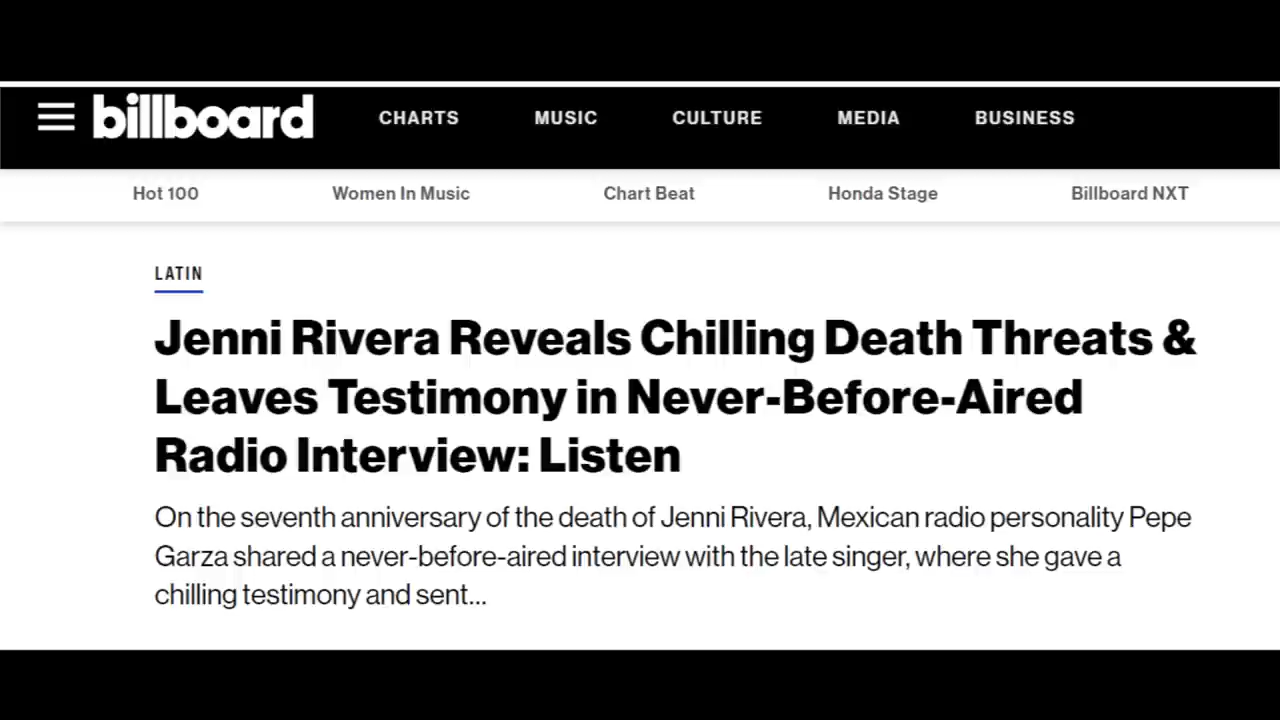 billboard CHARTS MUSIC CULTURE MEDIA BUSINESS
Hot 100 Women In Music Chart Beat Honda Stage Billboard NXT
LATIN
Jenni Rivera Reveals Chilling Death Threats &
Leaves Testimony in Never-Before-Aired
Radio Interview: Listen
On the seventh anniversary of the death of Jenni Rivera, Mexican radio personality Pepe
Garza shared a never-before-aired interview with the late singer, where she gave a
chilling testimony and sent...